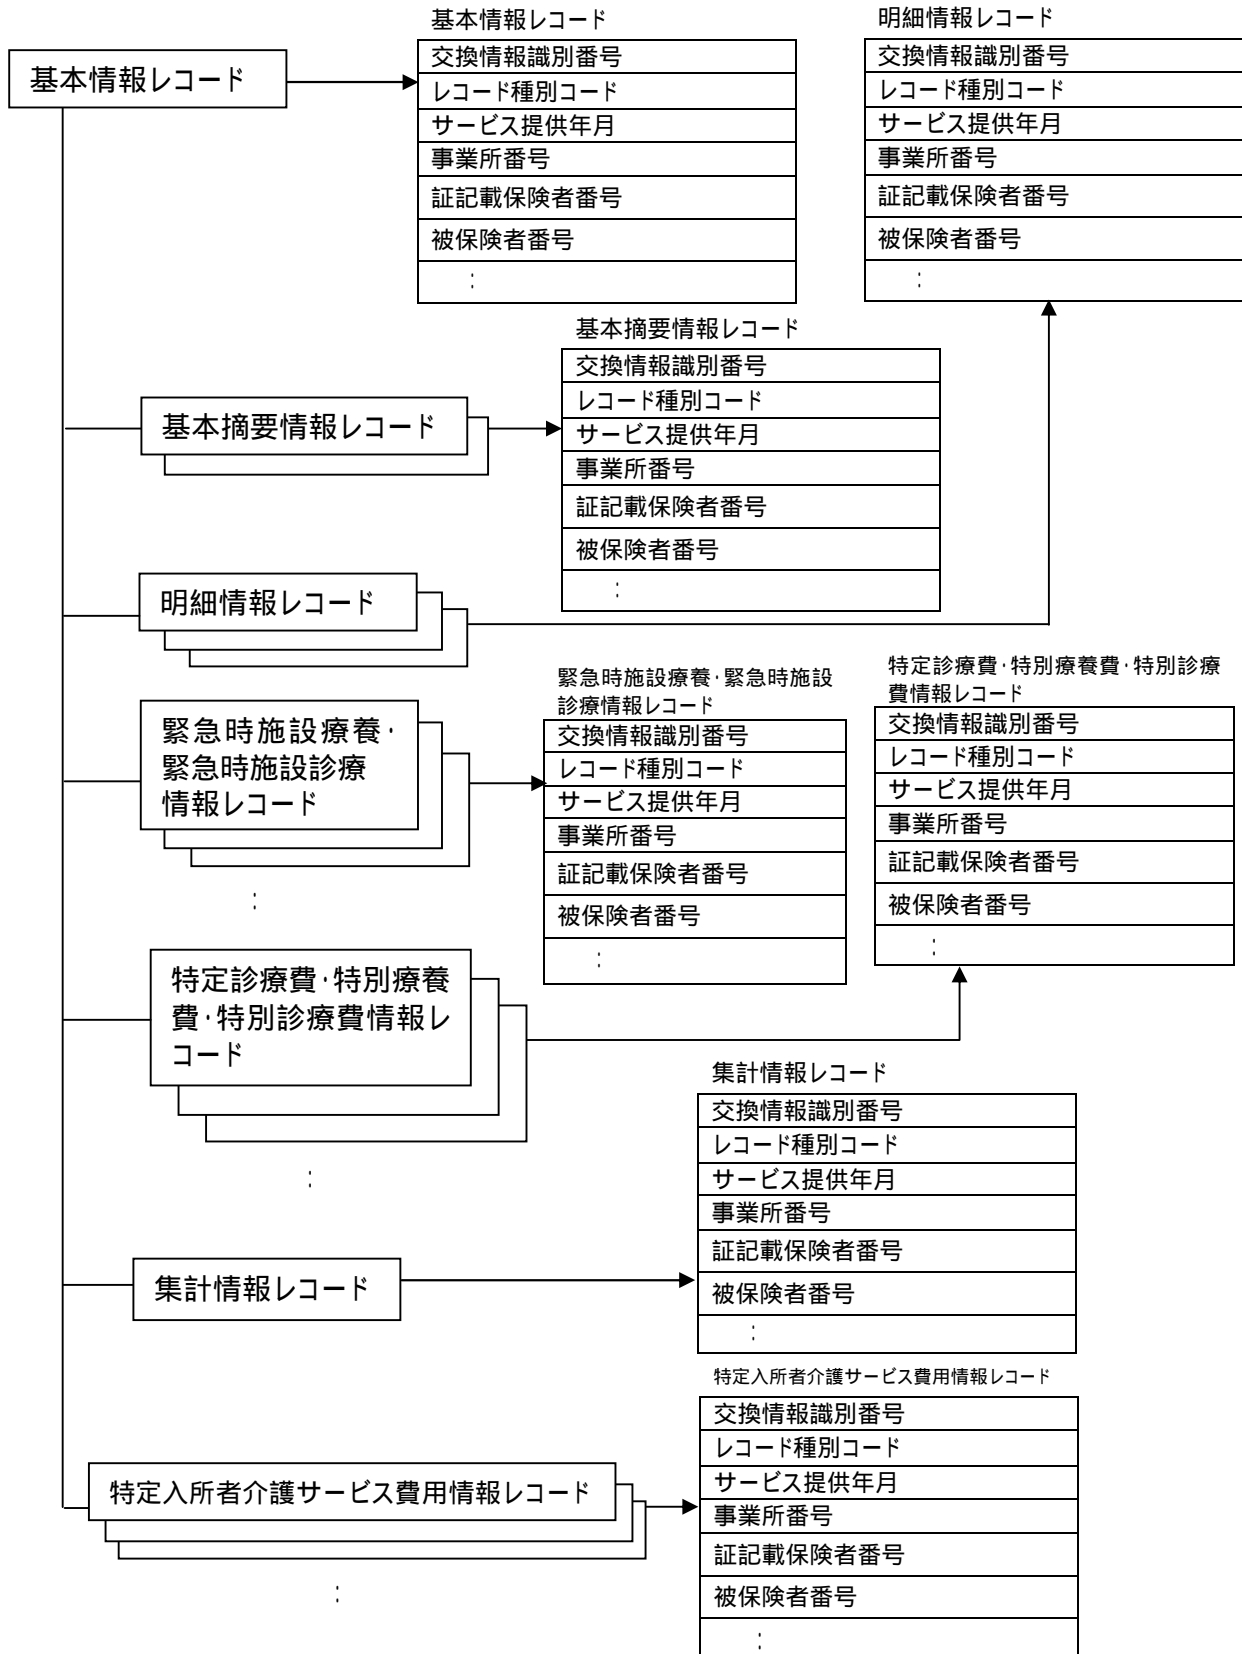 基本情報レコード
基本情報レコード
交換情報識別番号
レコード種別コード
サービス提供年月
事業所番号
証記載保険者番号
被保険者番号
:
明細情報レコード
交換情報識別番号
レコード種別コード
サービス提供年月
事業所番号
証記載保険者番号
被保険者番号
:
基本摘要情報レコード
基本摘要情報レコード
交換情報識別番号
レコード種別コード
サービス提供年月
事業所番号
証記載保険者番号
被保険者番号
:
明細情報レコード
緊急時施設療養・
緊急時施設診療
情報レコード
:
緊急時施設療養・緊急時施設
診療情報レコード
交換情報識別番号
レコード種別コード
サービス提供年月
事業所番号
証記載保険者番号
被保険者番号
:
特定診療費・特別療養費・特別診療
費情報レコード
交換情報識別番号
レコード種別コード
サービス提供年月
事業所番号
証記載保険者番号
被保険者番号
:
特定診療費・特別療養
費・特別診療費情報レ
コード
:
集計情報レコード
集計情報レコード
交換情報識別番号
レコード種別コード
サービス提供年月
事業所番号
証記載保険者番号
被保険者番号
:
特定入所者介護サービス費用情報レコード
:
特定入所者介護サービス費用情報レコード
交換情報識別番号
レコード種別コード
サービス提供年月
事業所番号
証記載保険者番号
被保険者番号
: